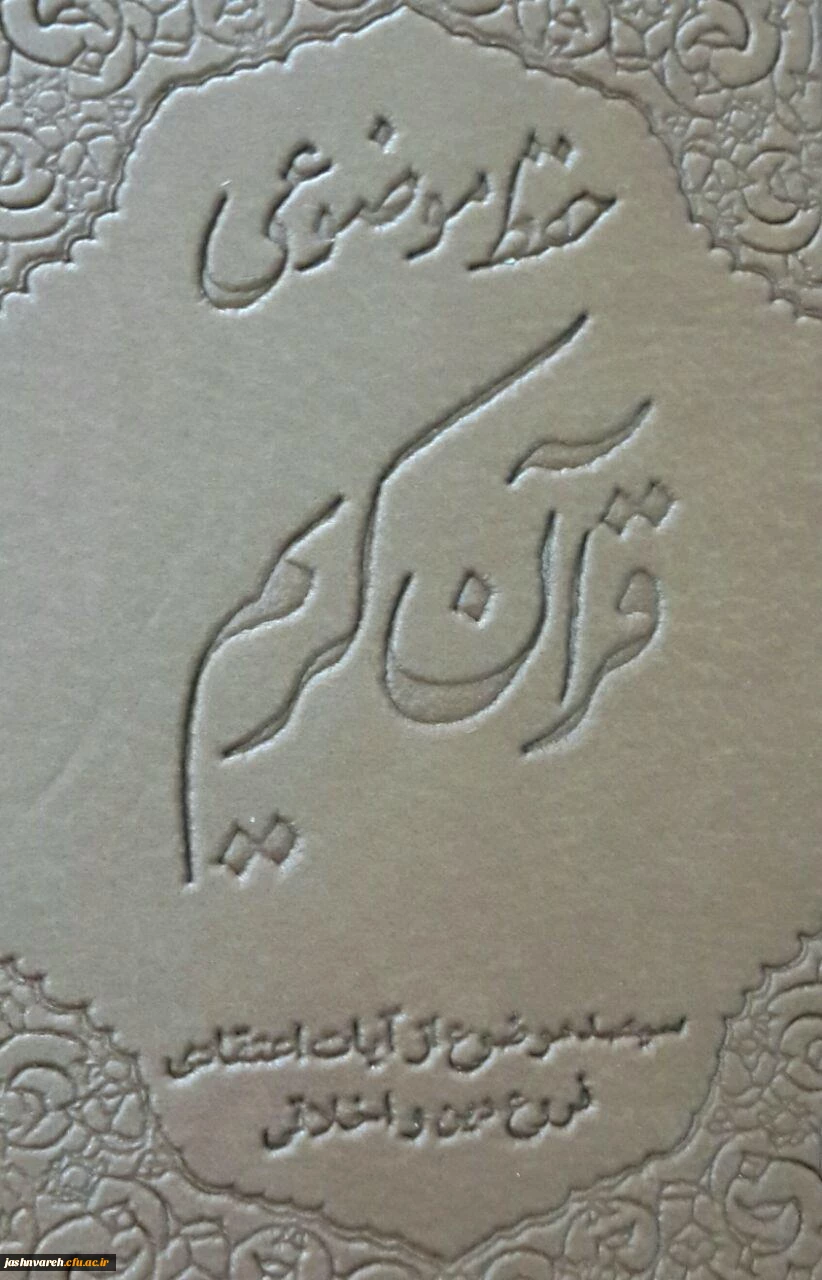 حفظ موضوعی
قرآن کریم
سیصد موضوع از آیات اعتقادی
فروع دین و اخلاقی
jashnvareh.cfu.ac.ir